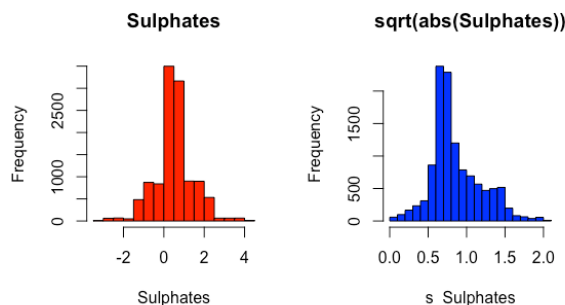 Sulphates
Frequency
0
1000
2500
-2 0 2 4
Sulphates
sqrt(abs(Sulphates))
Frequency
0
500
1500
0.0 0.5 1.0 1.5 2.0
s_Sulphates